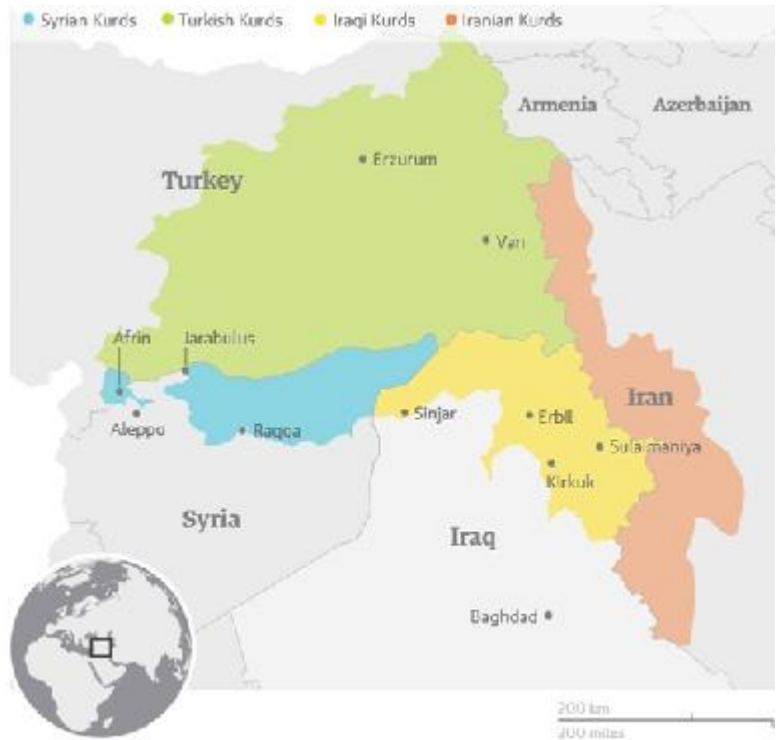 Syrian Kurds Turkish Kurds Iraqi Kurds Iranian Kurds
Armenia Azerbaijan
Erzurum
Turkey
Van
Afrin Jarabulus
Iran
Sinjar Erbil
Aleppo Raqqa Sulaimaniya
Kirkuk
Syria
Iraq
Baghdad
200 km
200 miles